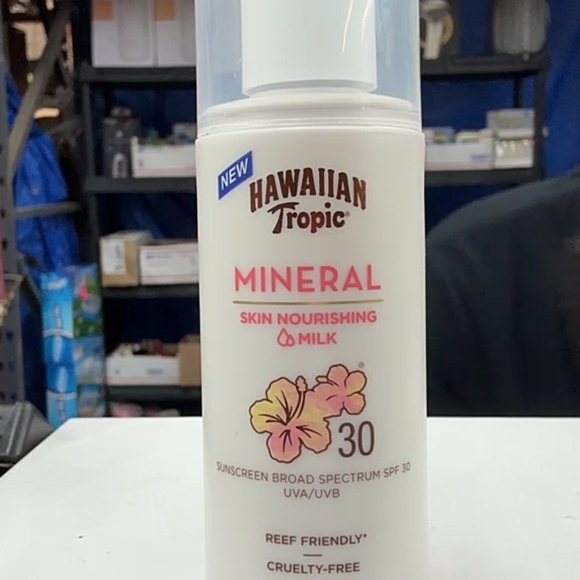 NEW
HAWAIIAN
Tropic®
MINERAL
SKIN NOURISHING
MILK
30
SUNSCREEN BROAD SPECTRUM SPF 30
UVA/UVB
REEF FRIENDLY*
CRUELTY-FREE